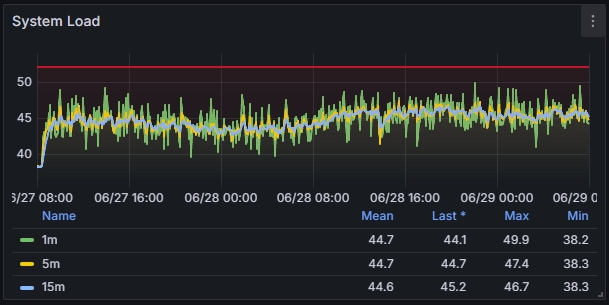 System Load
50
45
40
6/27 08:00 06/27 16:00 06/28 00:00 06/28 08:00 06/28 16:00 06/29 00:00 06/29 0
Name Mean Last * Max Min
1m 44.7 44.1 49.9 38.2
5m 44.7 44.7 47.4 38.3
15m 44.6 45.2 46.7 38.3